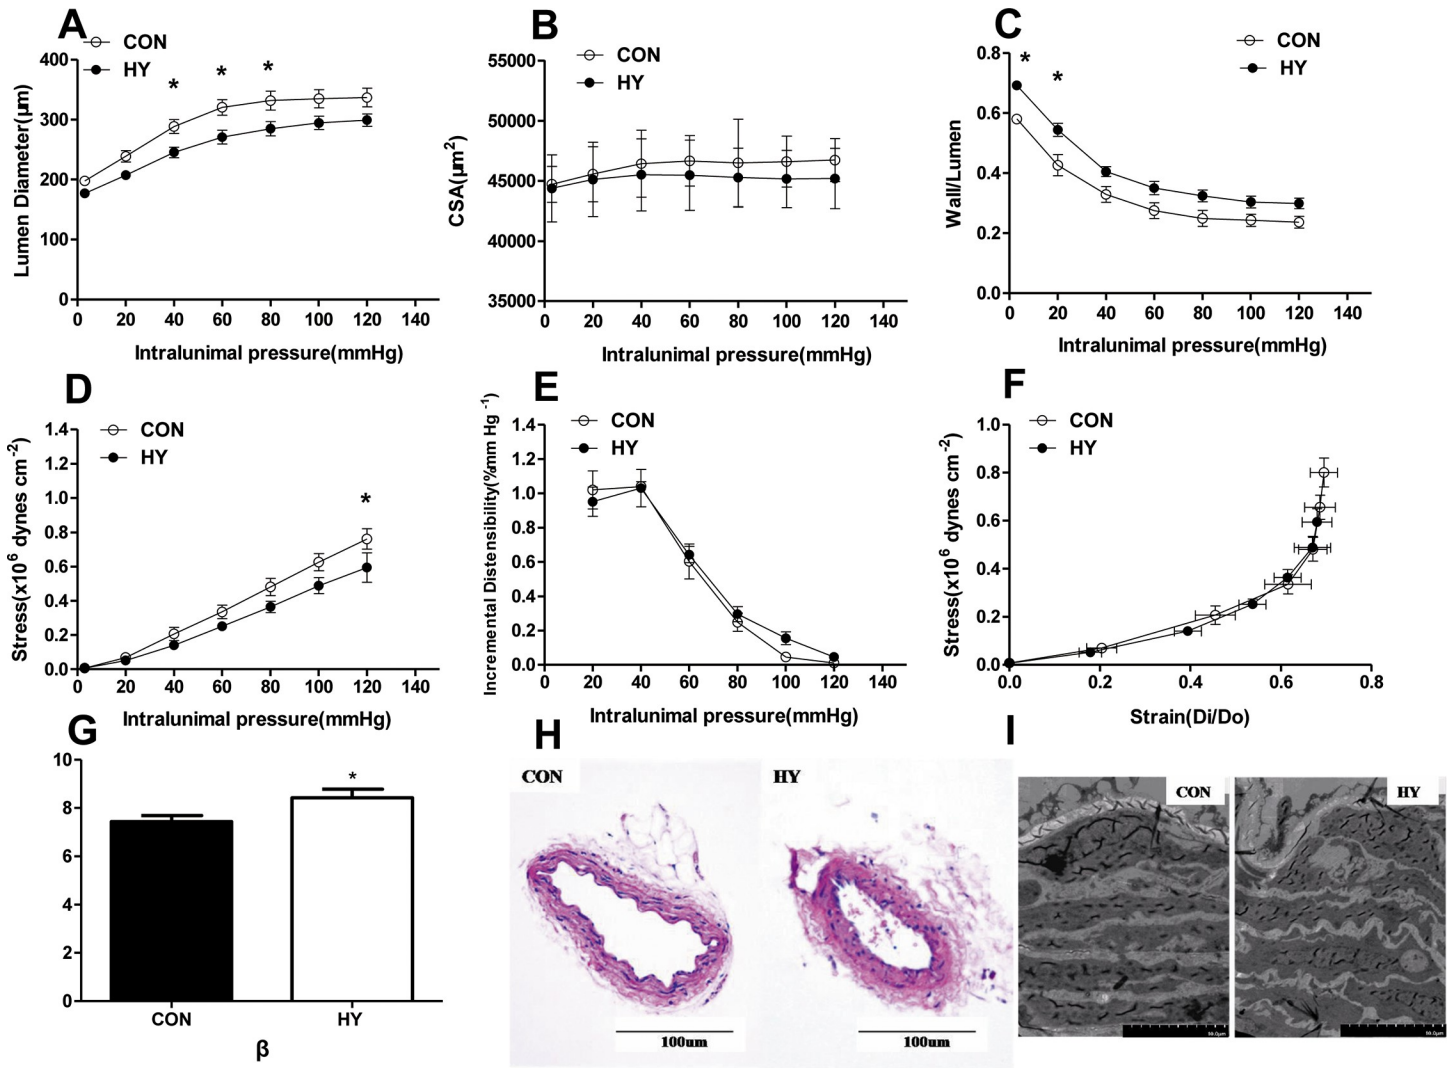 A
CON
HY
400
300
200
100
0
* * *
Lumen Diameter(µm)
0 20 40 60 80 100 120 140
Intralunimal pressure(mmHg)
B
CON
HY
55000
50000
45000
40000
35000
CSA(µm²)
0 20 40 60 80 100 120 140
Intralunimal pressure(mmHg)
C
CON
HY
0.8
0.6
0.4
0.2
0.0
* *
Wall/Lumen
0 20 40 60 80 100 120 140
Intralunimal pressure(mmHg)
D
CON
HY
1.4
1.2
1.0
0.8
0.6
0.4
0.2
0.0
*
Stress(x10⁶ dynes cm⁻²)
0 20 40 60 80 100 120 140
Intralunimal pressure(mmHg)
E
CON
HY
1.4
1.2
1.0
0.8
0.6
0.4
0.2
0.0
Incremental Distensibility(%mm Hg ⁻¹)
0 20 40 60 80 100 120 140
Intralunimal pressure(mmHg)
F
CON
HY
1.0
0.8
0.6
0.4
0.2
0.0
Stress(x10⁶ dynes cm⁻²)
0.0 0.2 0.4 0.6 0.8
Strain(Di/Do)
G
10
8
6
4
2
0
*
CON HY
β
H
CON
HY
100um
100um
I
CON
HY